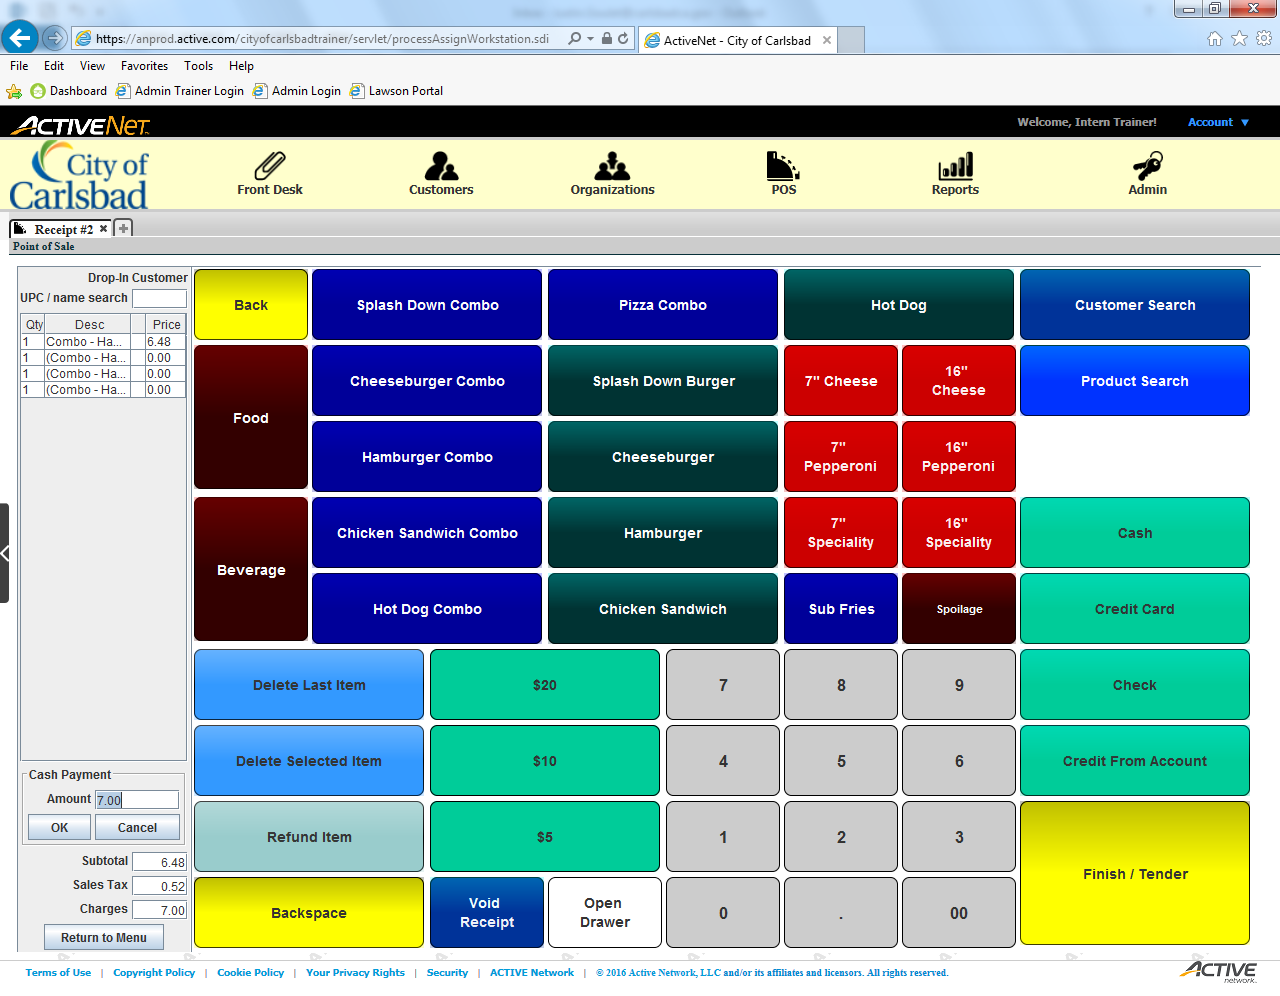 https://anprod.active.com/cityofcarlsbadtrainer/servlet/processAssignWorkstation.sdi
ActiveNet - City of Carlsbad
File Edit View Favorites Tools Help
Dashboard Admin Trainer Login Admin Login Lawson Portal
ACTIVENET
Welcome, Intern Trainer! Account
City of
Carlsbad
Front Desk Customers Organizations POS Reports Admin
Receipt #2
Point of Sale
Drop-In Customer
UPC / name search
Qty Desc Price
1 Combo - Ha... 6.48
1 (Combo - Ha... 0.00
1 (Combo - Ha... 0.00
1 (Combo - Ha... 0.00
Cash Payment
Amount 7.00
OK Cancel
Subtotal 6.48
Sales Tax 0.52
Charges 7.00
Return to Menu
Back Splash Down Combo Pizza Combo Hot Dog Customer Search
Food Cheeseburger Combo Splash Down Burger 7" Cheese 16" Cheese Product Search
Hamburger Combo Cheeseburger 7" Pepperoni 16" Pepperoni
Beverage Chicken Sandwich Combo Hamburger 7" Speciality 16" Speciality Cash
Hot Dog Combo Chicken Sandwich Sub Fries Spoilage Credit Card
Delete Last Item $20 7 8 9 Check
Delete Selected Item $10 4 5 6 Credit From Account
Refund Item $5 1 2 3 Finish / Tender
Backspace Void Receipt Open Drawer 0 . 00
Terms of Use | Copyright Policy | Cookie Policy | Your Privacy Rights | Security | ACTIVE Network | © 2016 Active Network, LLC and/or its affiliates and licensors. All rights reserved.
ACTIVE
network